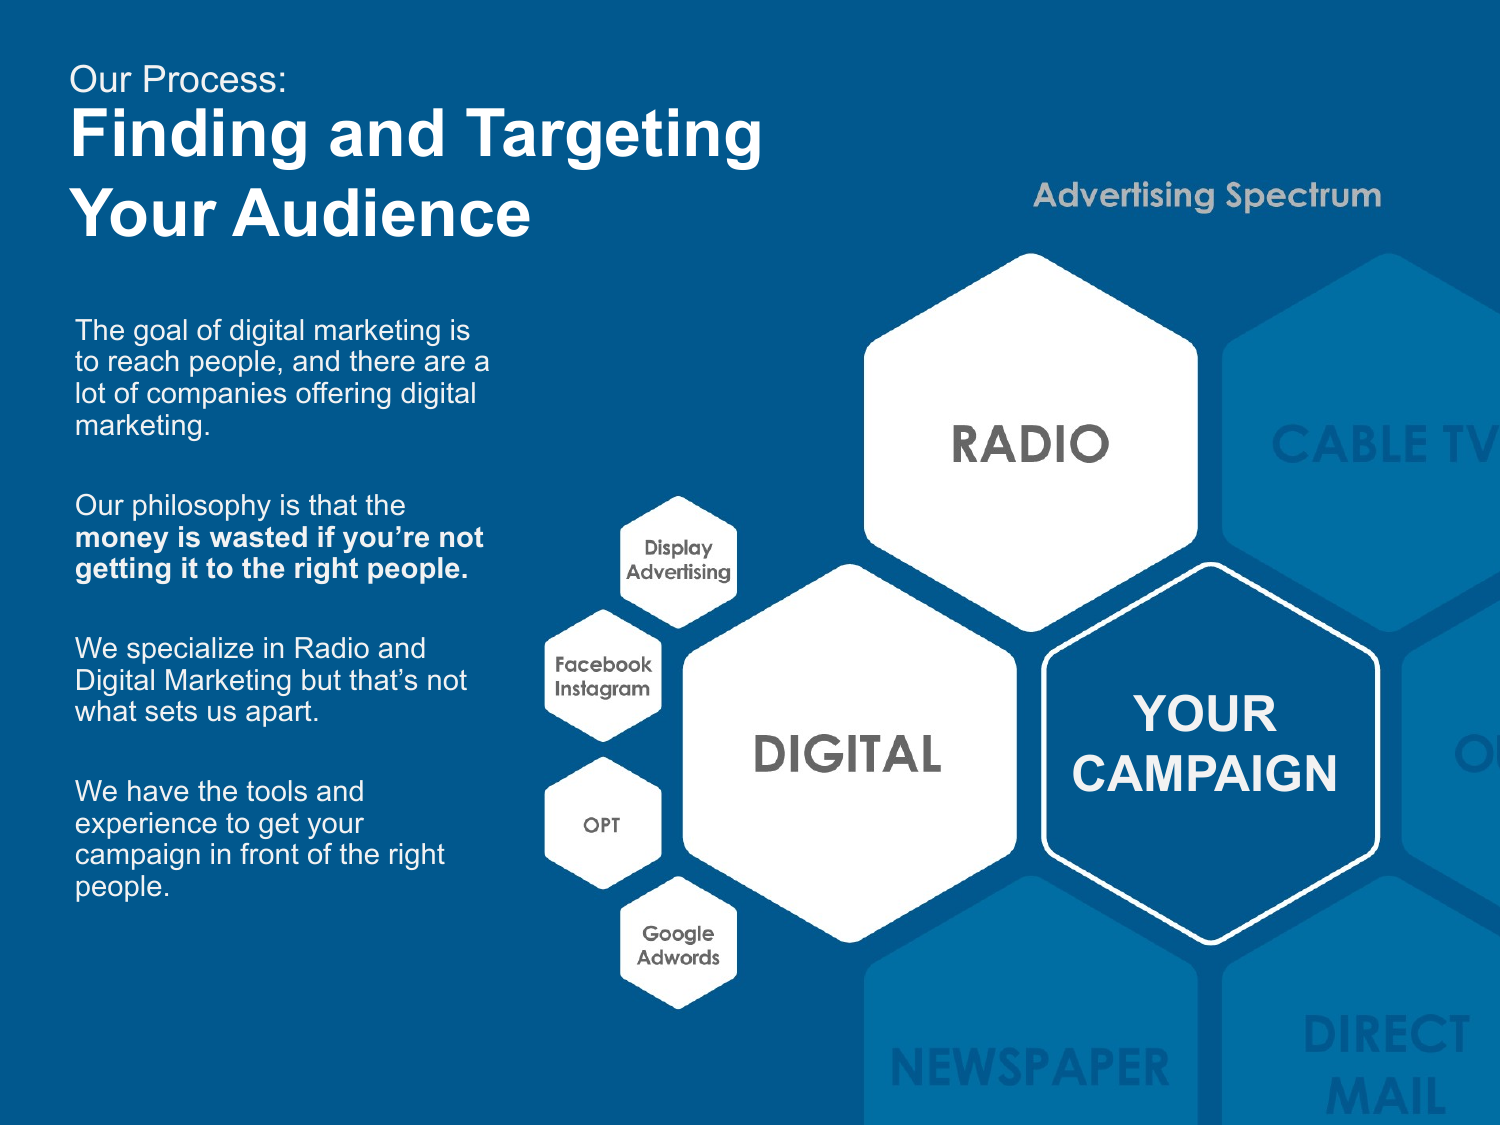 Our Process:
Finding and Targeting
Your Audience
The goal of digital marketing is
to reach people, and there are a
lot of companies offering digital
marketing.
Our philosophy is that the
money is wasted if you're not
getting it to the right people.
We specialize in Radio and
Digital Marketing but that's not
what sets us apart.
We have the tools and
experience to get your
campaign in front of the right
people.
Advertising Spectrum
RADIO
CABLE TV
Display
Advertising
Facebook
Instagram
DIGITAL
YOUR
CAMPAIGN
OPT
Google
Adwords
NEWSPAPER
DIRECT
MAIL